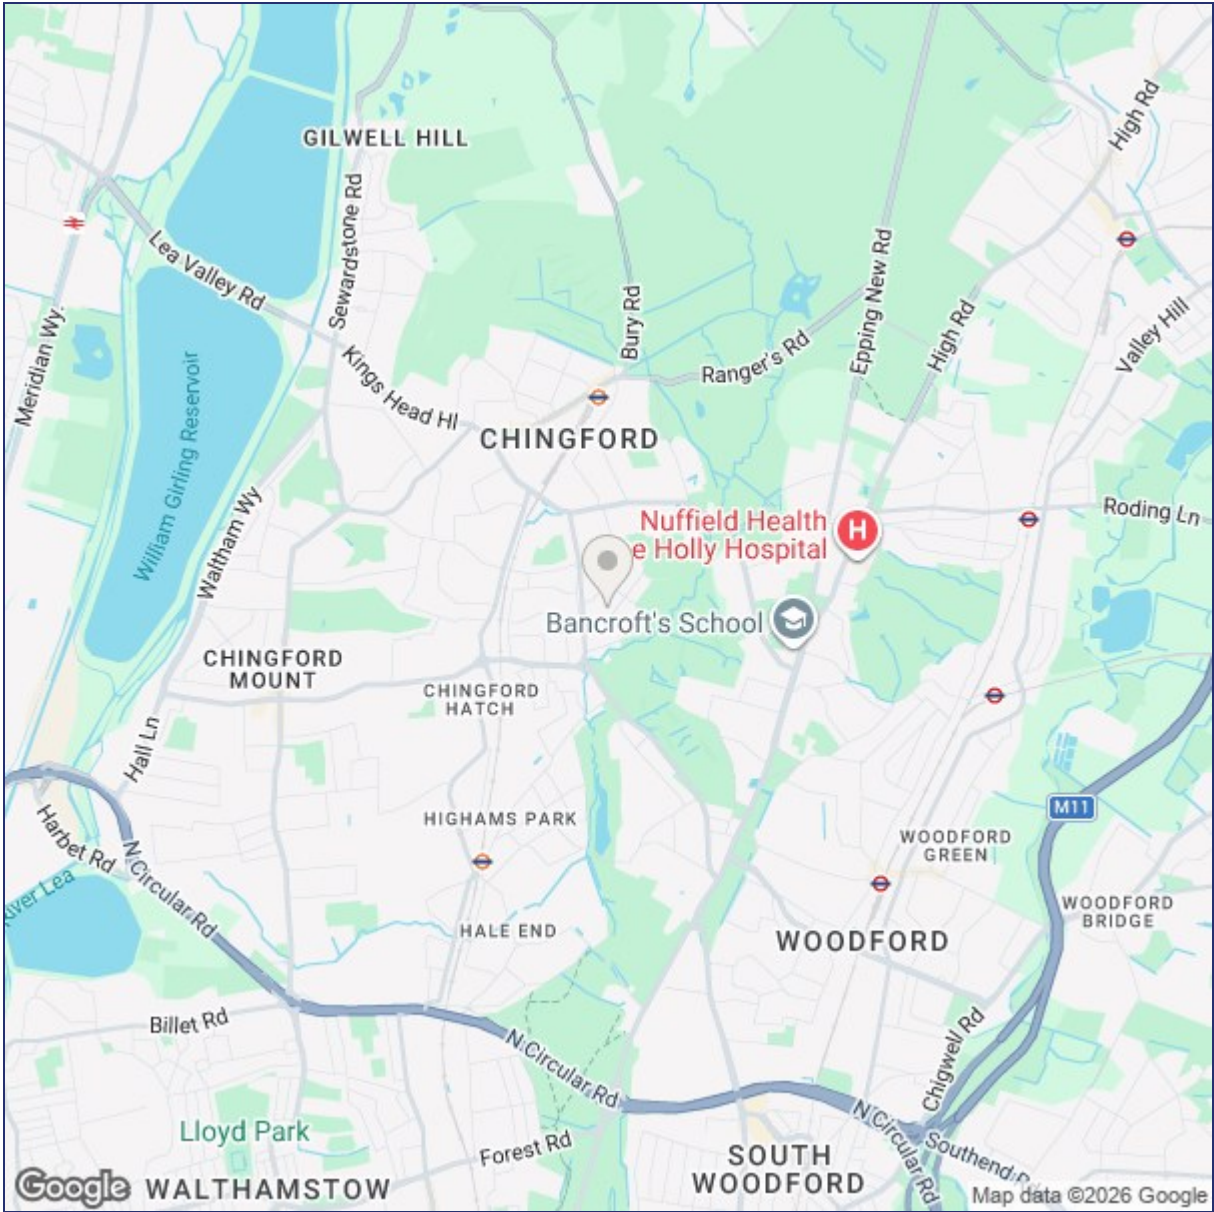 GILWELL HILL
High Rd
Sewardstone Rd
Lea Valley Rd
Epping New Rd
Bury Rd
High Rd
Valley Hill
Meridian Wy.
Ranger's Rd
Kings Head Hl
William Girling Reservoir
CHINGFORD
Waltham Wy
Roding Ln
Nuffield Health
e Holly Hospital
H
Bancroft's School
CHINGFORD
MOUNT
CHINGFORD
HATCH
Hall Ln
M11
Harbet Rd
HIGHAMS PARK
WOODFORD
GREEN
N Circular Rd
River Lea
WOODFORD
BRIDGE
HALE END
WOODFORD
Billet Rd
Chigwell Rd
N Circular Rd
N Circular Rd
Lloyd Park
Forest Rd
Southend Rd
SOUTH
WOODFORD
Google
WALTHAMSTOW
Map data ©2026 Google